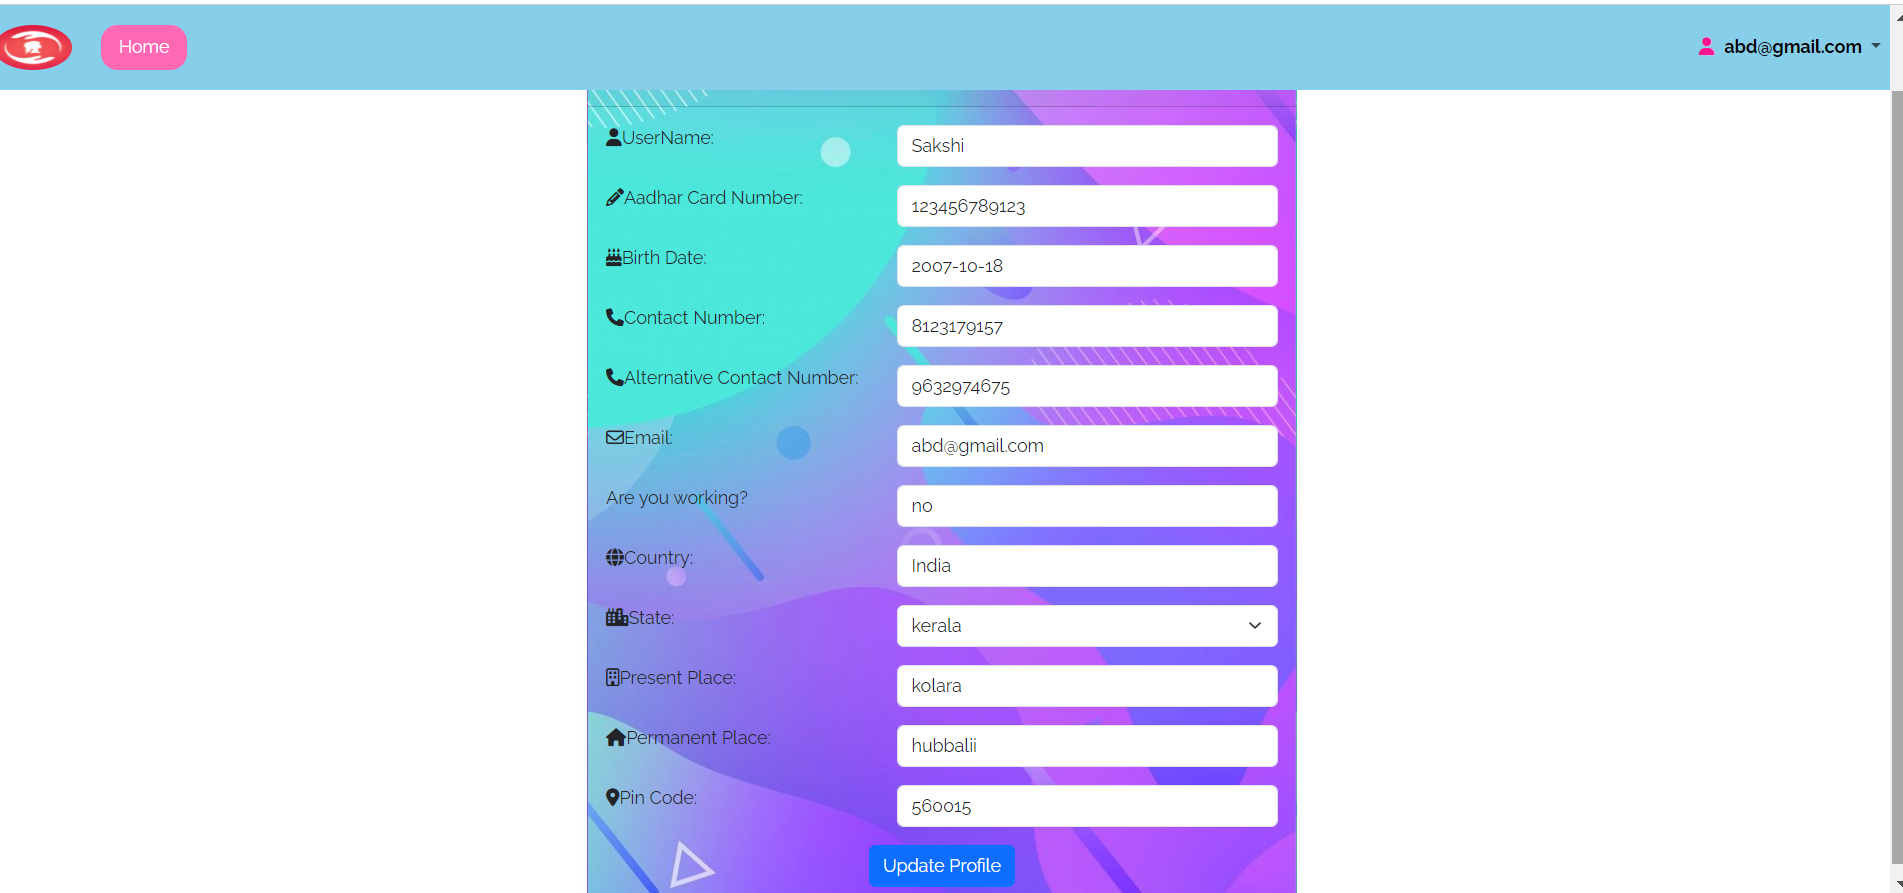 Home
abd@gmail.com
UserName: Sakshi
Aadhar Card Number: 123456789123
Birth Date: 2007-10-18
Contact Number: 8123179157
Alternative Contact Number: 9632974675
Email: abd@gmail.com
Are you working? no
Country: India
State: kerala
Present Place: kolara
Permanent Place: hubbalii
Pin Code: 560015
Update Profile